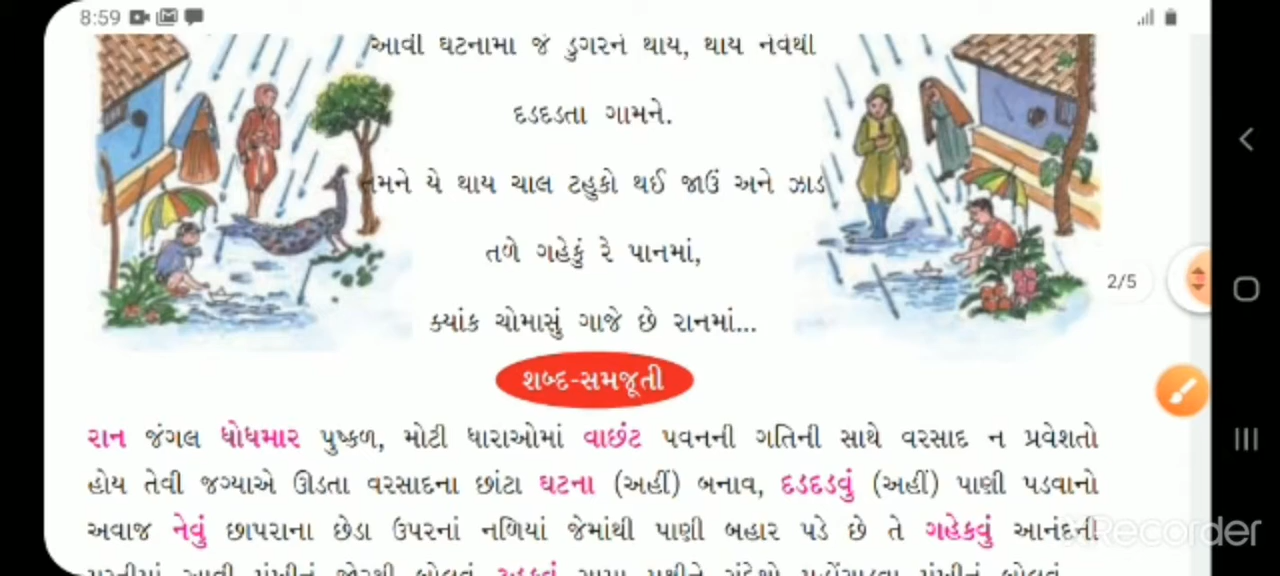 8:59
આવી ઘટનામાં જે ડુંગરને થાય, થાય નેવેથી
દડદડતા ગામને.
તમને યે થાય ચાલ ટહુકો થઈ જાઉં અને ઝાડ
તળે ગહેકું રે પાનમાં,
ક્યાંક ચોમાસું ગાજે છે રાનમાં...
2/5
શબ્દ-સમજૂતી
રાન જંગલ ધોધમાર પુષ્કળ, મોટી ધારાઓમાં વાછંટ પવનની ગતિની સાથે વરસાદ ન પ્રવેશતો
હોય તેવી જગ્યાએ ઊડતા વરસાદના છાંટા ઘટના (અહીં) બનાવ, દડદડવું (અહીં) પાણી પડવાનો
અવાજ નેવું છાપરાના છેડા ઉપરનાં નળિયાં જેમાંથી પાણી બહાર પડે છે તે ગહેકવું આનંદની
XRecorder